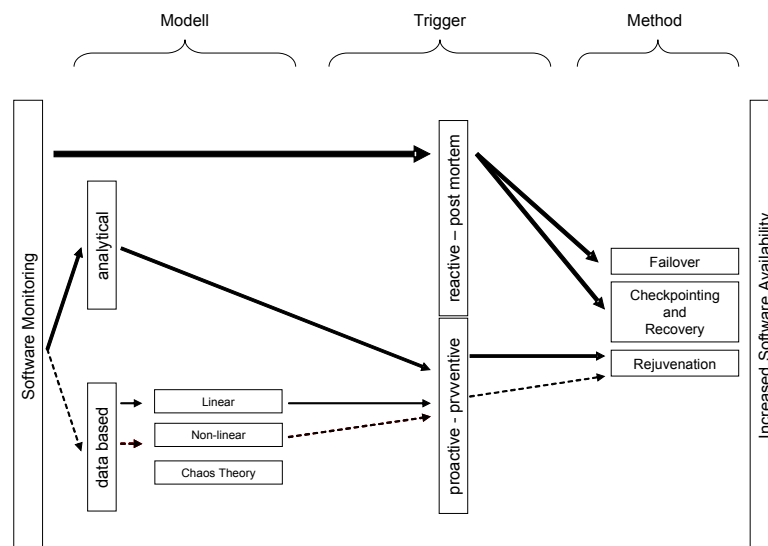 Modell
Trigger
Method
Software Monitoring
analytical
data based
Linear
Non-linear
Chaos Theory
reactive – post mortem
proactive - prvventive
Failover
Checkpointing
and
Recovery
Rejuvenation
Increased Software Availability